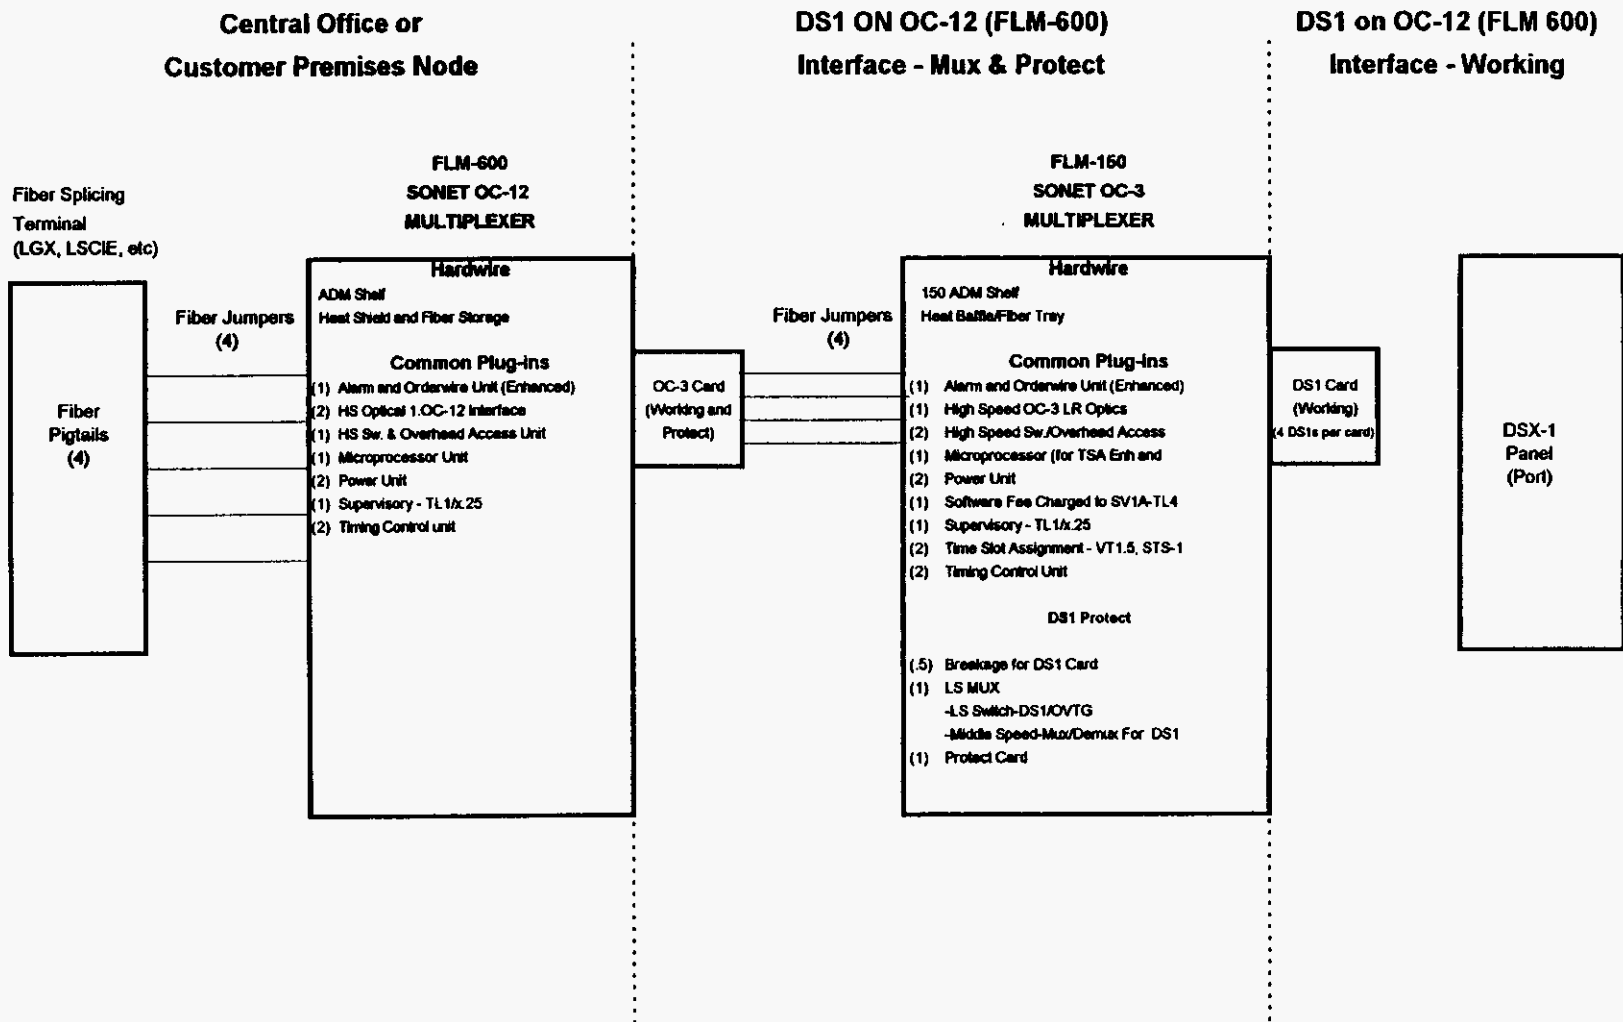 Central Office or
Customer Premises Node
DS1 ON OC-12 (FLM-600)
Interface - Mux & Protect
DS1 on OC-12 (FLM 600)
Interface - Working
Fiber Splicing
Terminal
(LGX, LSCIE, etc)
Fiber
Pigtails
(4)
Fiber Jumpers
(4)
FLM-600
SONET OC-12
MULTIPLEXER
Hardwire
ADM Shelf
Heat Shield and Fiber Storage
Common Plug-ins
(1) Alarm and Orderwire Unit (Enhanced)
(2) HS Optical 1.OC-12 Interface
(1) HS Sw. & Overhead Access Unit
(1) Microprocessor Unit
(2) Power Unit
(1) Supervisory - TL1/x.25
(2) Timing Control unit
OC-3 Card
(Working and
Protect)
Fiber Jumpers
(4)
FLM-150
SONET OC-3
MULTIPLEXER
Hardwire
150 ADM Shelf
Heat Baffle/Fiber Tray
Common Plug-ins
(1) Alarm and Orderwire Unit (Enhanced)
(1) High Speed OC-3 LR Optics
(2) High Speed Sw./Overhead Access
(1) Microprocessor (for TSA Enh and
(2) Power Unit
(1) Software Fee Charged to SV1A-TL4
(1) Supervisory - TL1/x.25
(2) Time Slot Assignment - VT1.5, STS-1
(2) Timing Control Unit
DS1 Protect
(.5) Breakage for DS1 Card
(1) LS MUX
-LS Switch-DS1/OVTG
-Middle Speed-Mux/Demux For DS1
(1) Protect Card
DS1 Card
(Working)
(4 DS1s per card)
DSX-1
Panel
(Port)